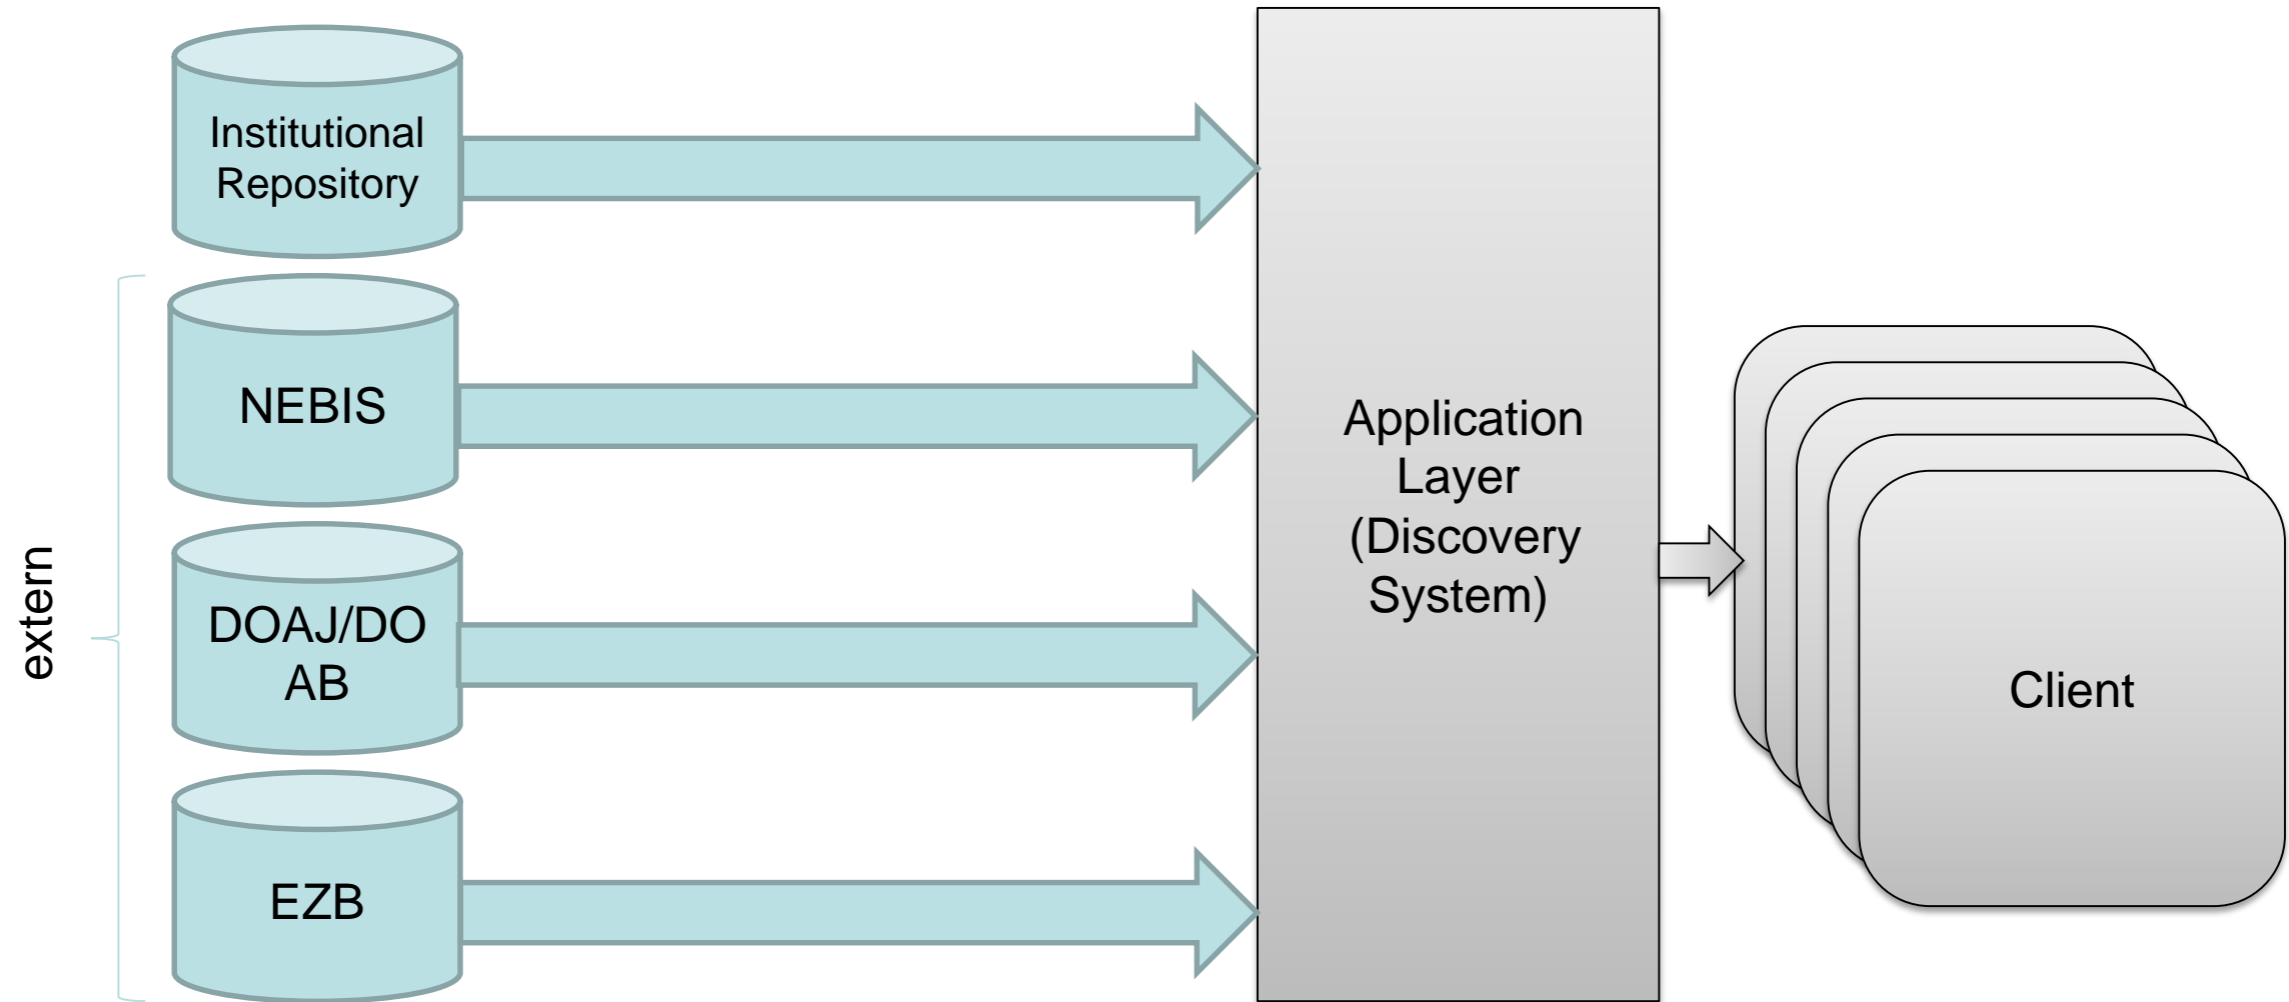 Institutional
Repository
extern
NEBIS
DOAJ/DO
AB
EZB
Application
Layer
(Discovery
System)
Client